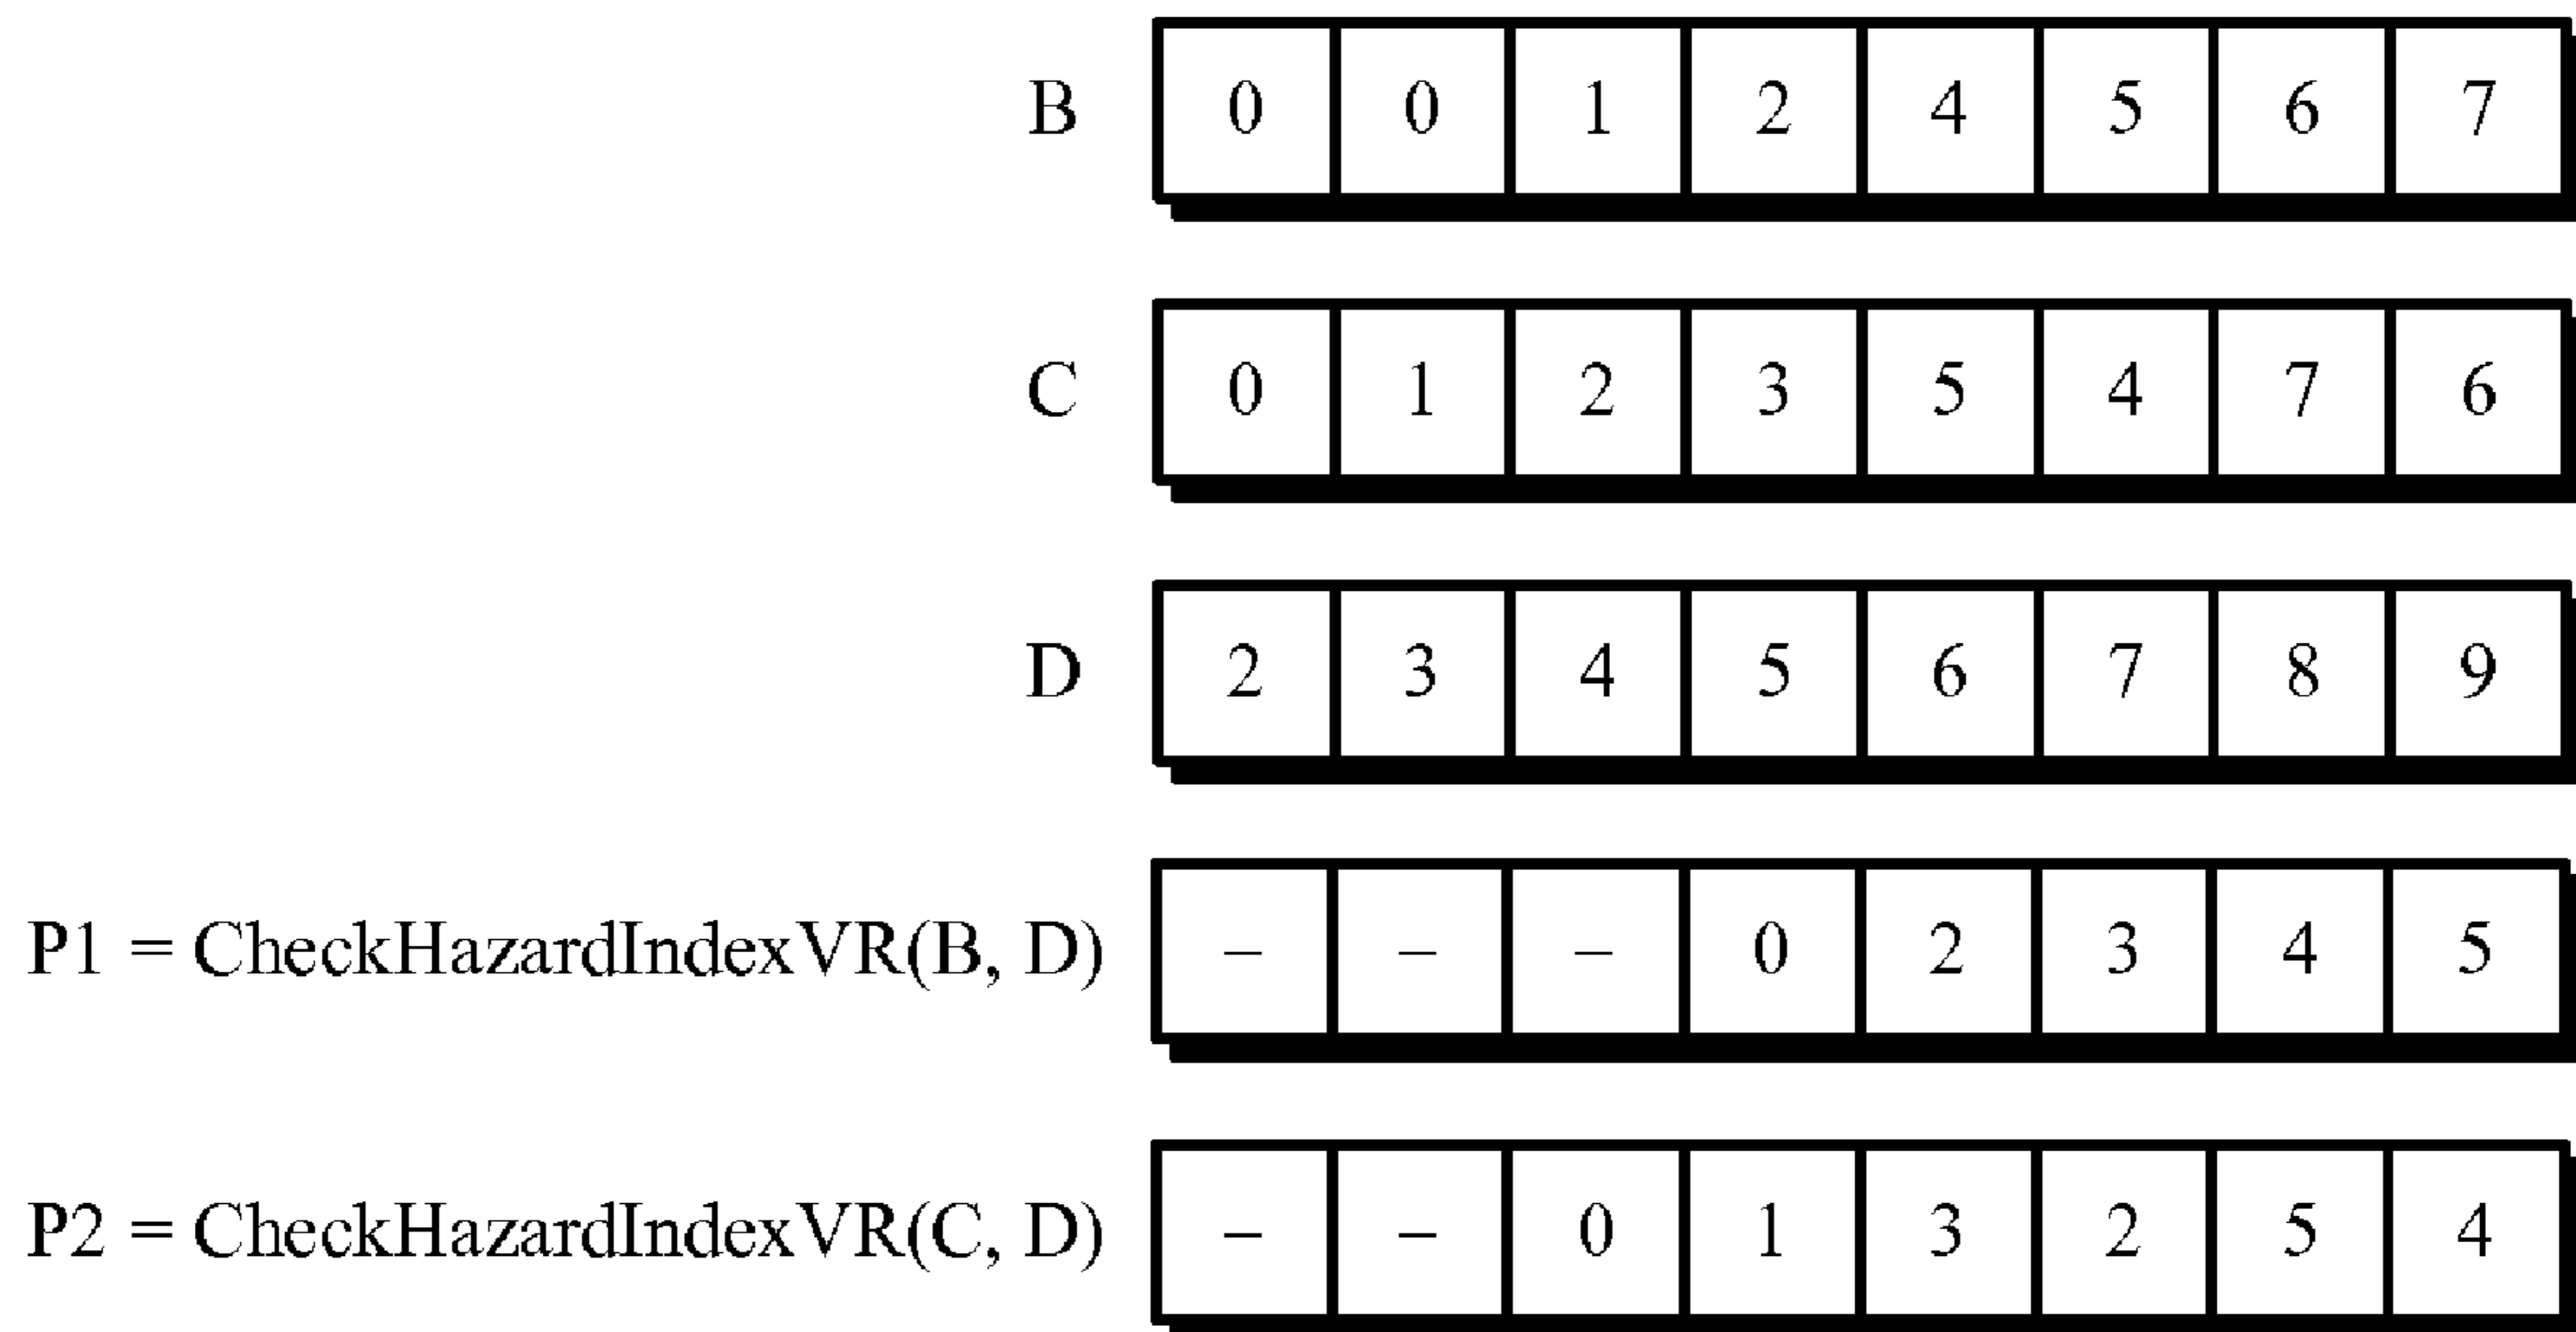 B 0 0 1 2 4 5 6 7
C 0 1 2 3 5 4 7 6
D 2 3 4 5 6 7 8 9
P1 = CheckHazardIndexVR(B, D) – – – 0 2 3 4 5
P2 = CheckHazardIndexVR(C, D) – – 0 1 3 2 5 4